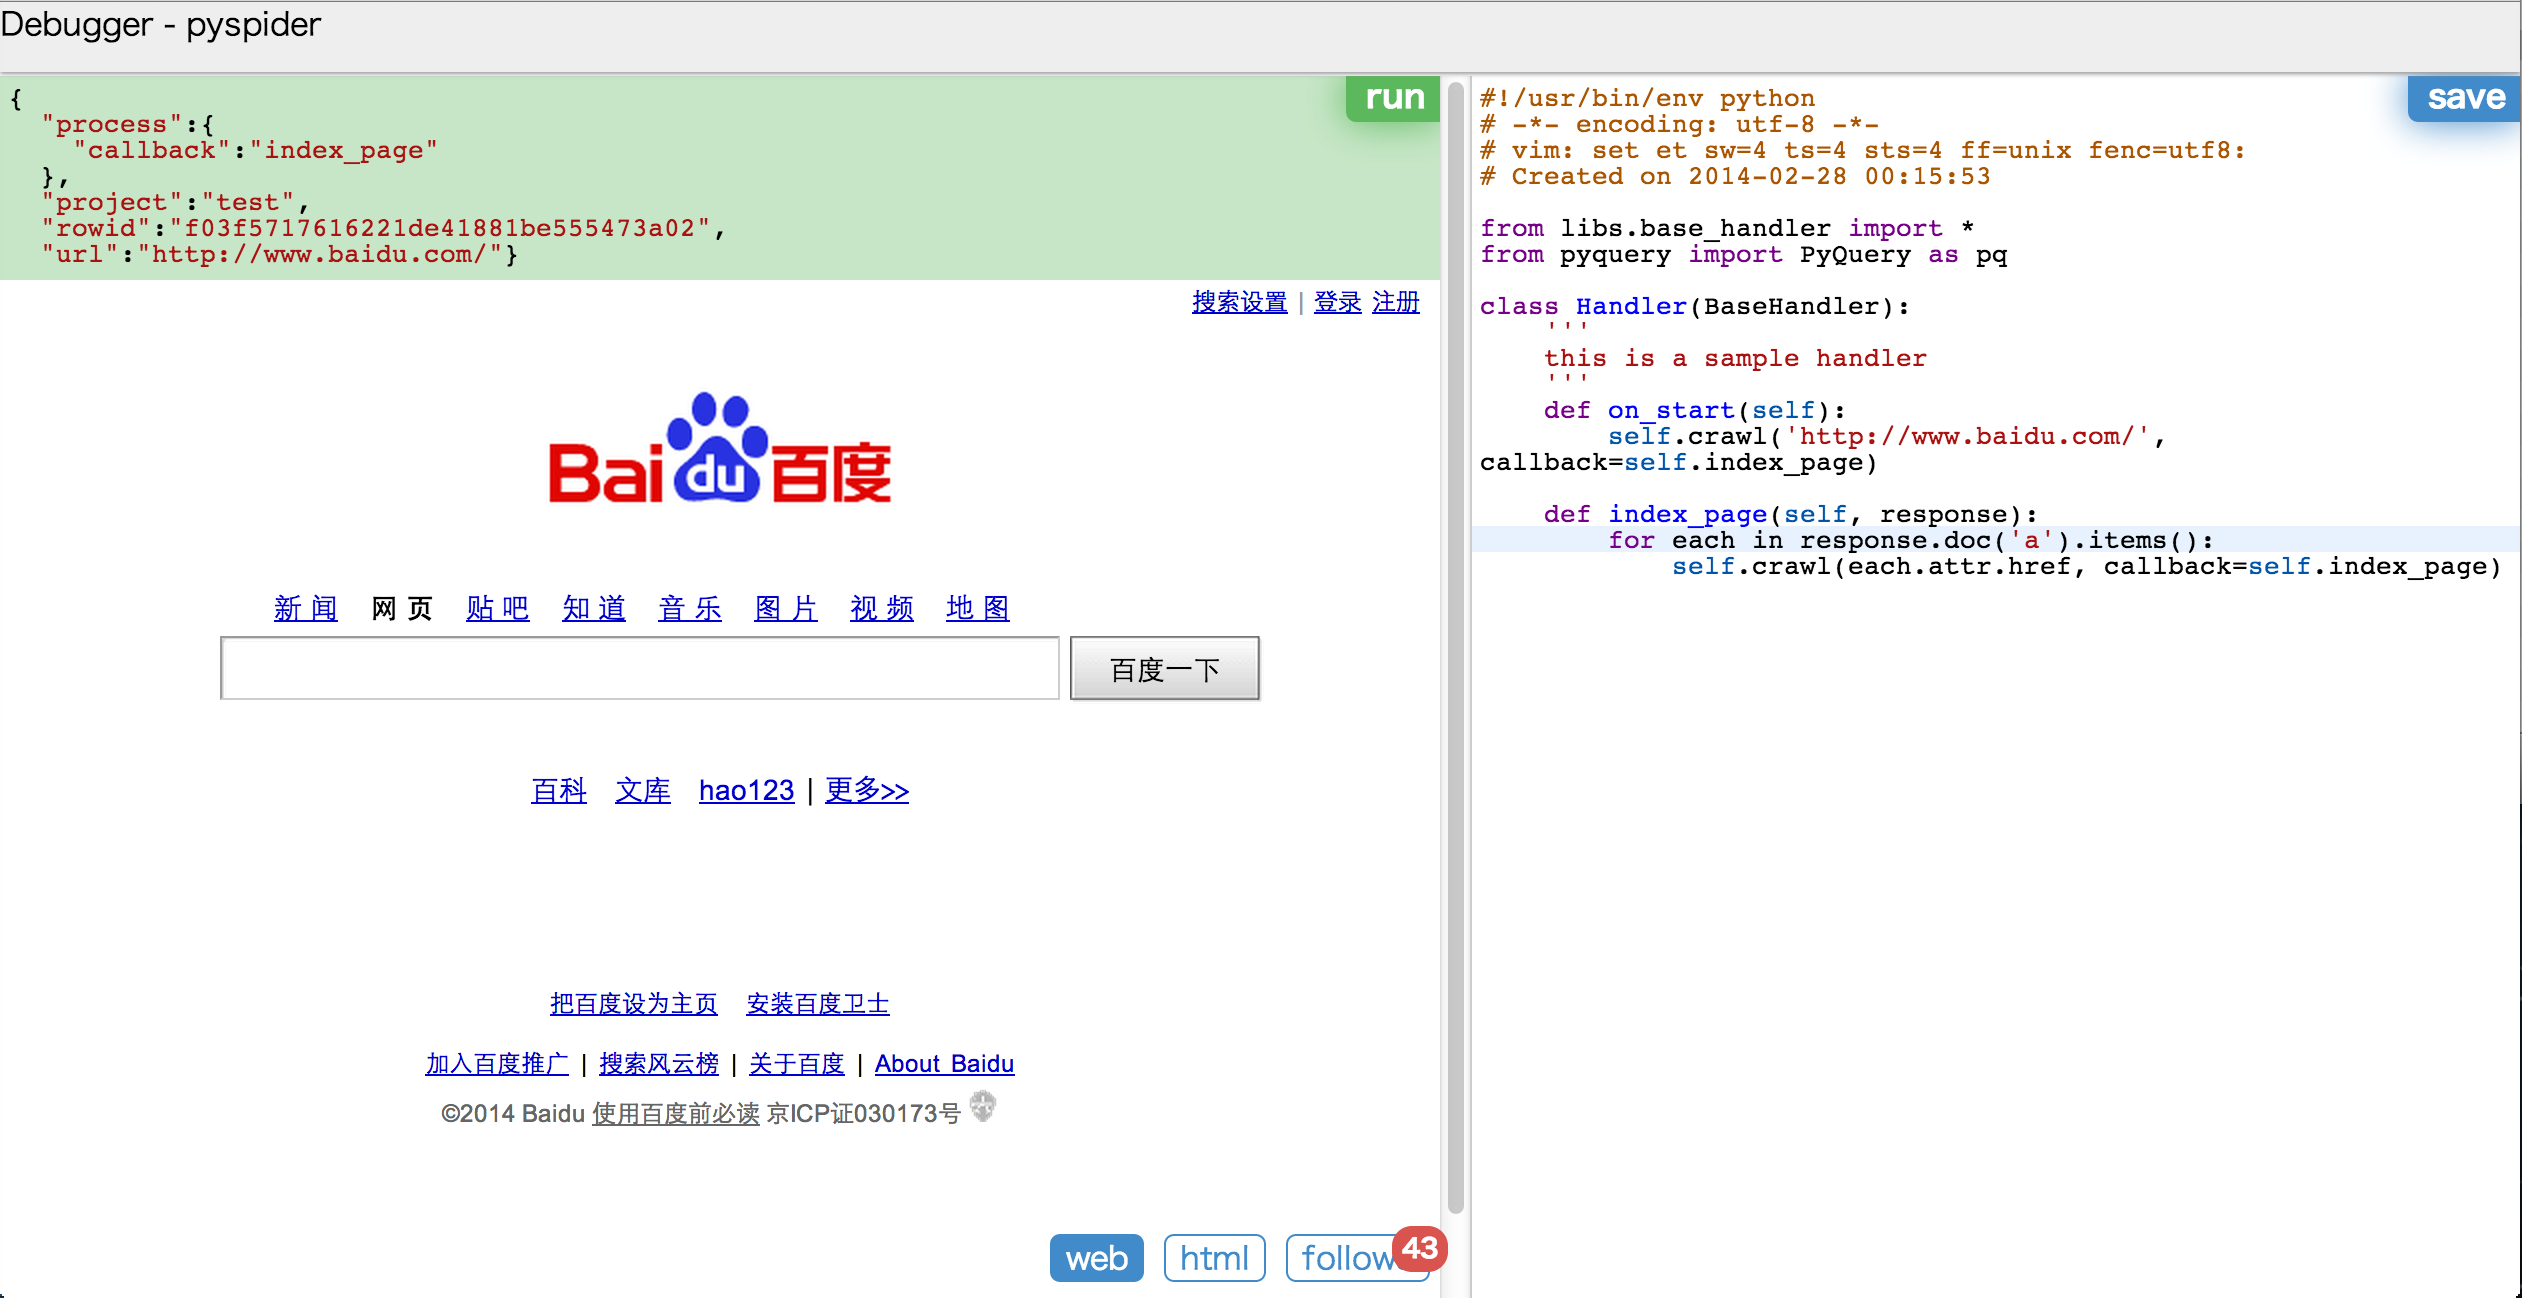 Debugger - pyspider
{
"process":{
"callback":"index_page"
},
"project":"test",
"rowid":"f03f5717616221de41881be555473a02",
"url":"http://www.baidu.com/"}
run
搜索设置 | 登录 注册
Bai du 百度
新 闻 网 页 贴 吧 知 道 音 乐 图 片 视 频 地 图
百度一下
百科 文库 hao123 | 更多>>
把百度设为主页 安装百度卫士
加入百度推广 | 搜索风云榜 | 关于百度 | About Baidu
©2014 Baidu 使用百度前必读 京ICP证030173号
web html follow 43
save
#!/usr/bin/env python
# -*- encoding: utf-8 -*-
# vim: set et sw=4 ts=4 sts=4 ff=unix fenc=utf8:
# Created on 2014-02-28 00:15:53
from libs.base_handler import *
from pyquery import PyQuery as pq
class Handler(BaseHandler):
'''
this is a sample handler
'''
def on_start(self):
self.crawl('http://www.baidu.com/',
callback=self.index_page)
def index_page(self, response):
for each in response.doc('a').items():
self.crawl(each.attr.href, callback=self.index_page)